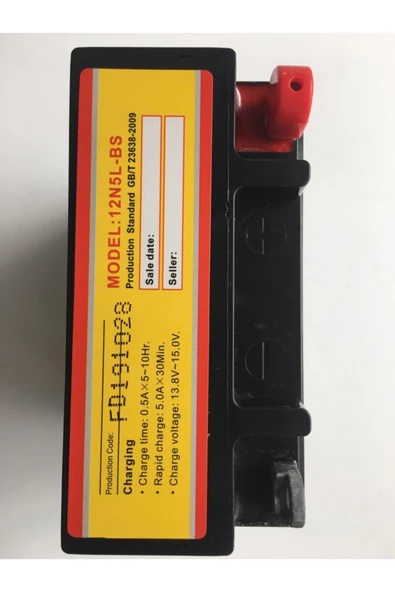 MODEL:12N5L-BS
Production Standard GB/T 23638-2009
Sale date:
Seller:
Production Code: FD191028
Charging
• Charge time: 0.5A×5~10Hr.
• Rapid charge: 5.0A×30Min.
• Charge voltage: 13.8V~15.0V.
+
−